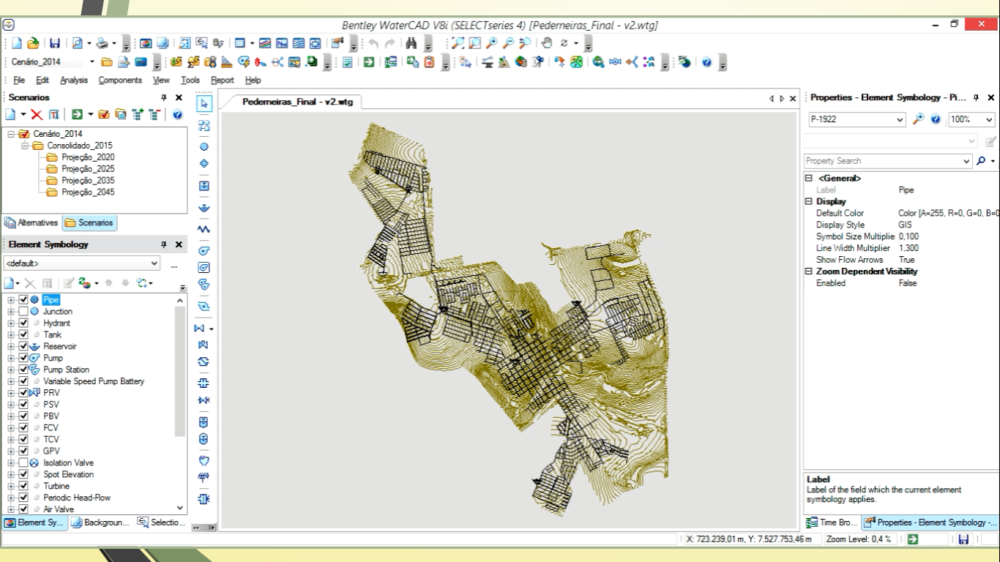 Bentley WaterCAD V8i (SELECTseries 4) [Pederneiras_Final - v2.wtg]
Cenário_2014
File Edit Analysis Components View Tools Report Help
Scenarios
Cenário_2014
Consolidado_2015
Projeção_2020
Projeção_2025
Projeção_2035
Projeção_2045
Alternatives Scenarios
Element Symbology
<default>
...
Pipe
Junction
Hydrant
Tank
Reservoir
Pump
Pump Station
Variable Speed Pump Battery
PRV
PSV
PBV
FCV
TCV
GPV
Isolation Valve
Spot Elevation
Turbine
Periodic Head-Flow
Air Valve
Element Sy... Backgroun... Selectio...
Pederneiras_Final - v2.wtg
Properties - Element Symbology - Pi...
P-1922 100%
Property Search
<General>
Label Pipe
Display
Default Color Color [A=255, R=0, G=0, B=0
Display Style GIS
Symbol Size Multiplie 0,100
Line Width Multiplier 1,300
Show Flow Arrows True
Zoom Dependent Visibility
Enabled False
Label
Label of the field which the current element
symbology applies.
Time Bro... Properties - Element Symbology -...
X: 723.239,01 m, Y: 7.527.753,46 m Zoom Level: 0,4 %